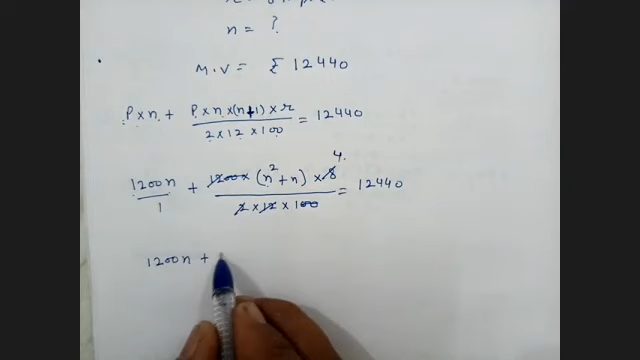 n = ?
M.V = ₹ 12440
P × n + P × n × (n+1) × r / 2 × 12 × 100 = 12440
1200n / 1 + 1200 × (n² + n) × 8 4. / 2 × 12 × 100 = 12440
1200n +